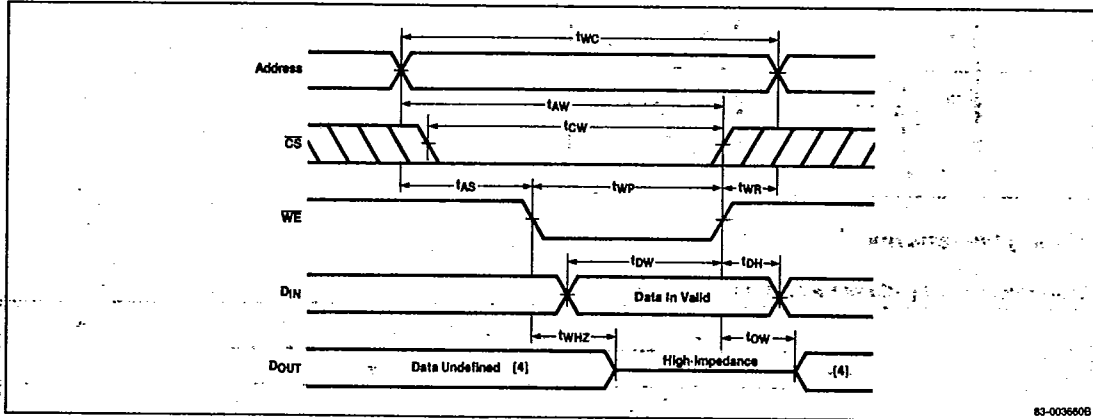 tWC
Address
tAW
tCW
CS
tAS tWP tWR
WE
tDW tDH
DIN Data In Valid
tWHZ tOW
DOUT Data Undefined [4] High-Impedance [4]
83-003660B